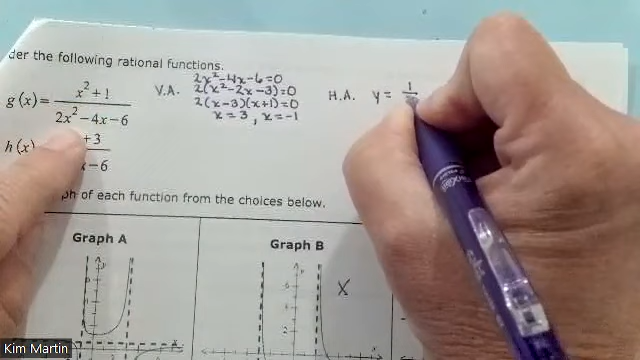 der the following rational functions.
g(x) = x² + 1 / 2x² − 4x − 6
V.A. 2x² − 4x − 6 = 0
2(x² − 2x − 3) = 0
2(x − 3)(x + 1) = 0
x = 3, x = −1
H.A. y = 1
h(x) +3
− 6
ph of each function from the choices below.
Graph A
Graph B
X
Kim Martin